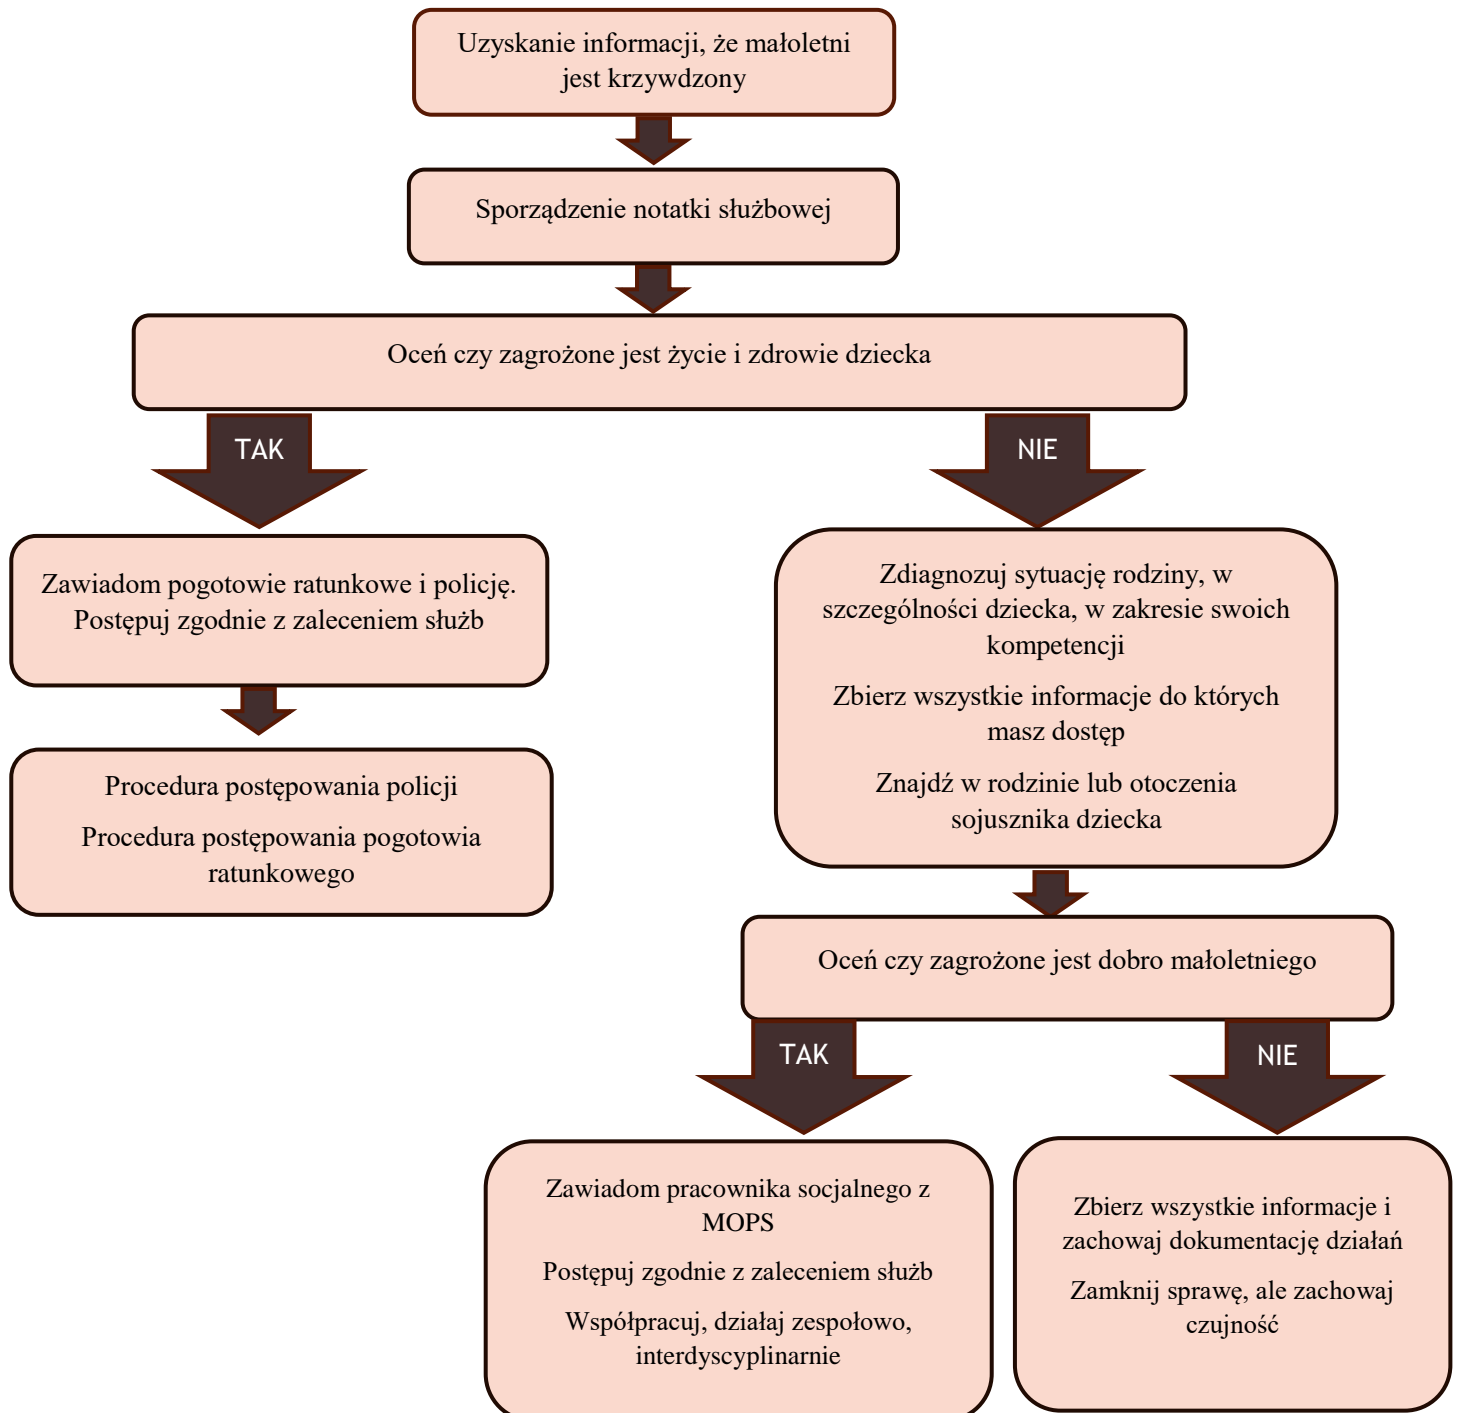 Uzyskanie informacji, że małoletni
jest krzywdzony
Sporządzenie notatki służbowej
Oceń czy zagrożone jest życie i zdrowie dziecka
TAK
NIE
Zawiadom pogotowie ratunkowe i policję.
Postępuj zgodnie z zaleceniem służb
Procedura postępowania policji
Procedura postępowania pogotowia
ratunkowego
Zdiagnozuj sytuację rodziny, w
szczególności dziecka, w zakresie swoich
kompetencji
Zbierz wszystkie informacje do których
masz dostęp
Znajdź w rodzinie lub otoczenia
sojusznika dziecka
Oceń czy zagrożone jest dobro małoletniego
TAK
NIE
Zawiadom pracownika socjalnego z
MOPS
Postępuj zgodnie z zaleceniem służb
Współpracuj, działaj zespołowo,
interdyscyplinarnie
Zbierz wszystkie informacje i
zachowaj dokumentację działań
Zamknij sprawę, ale zachowaj
czujność